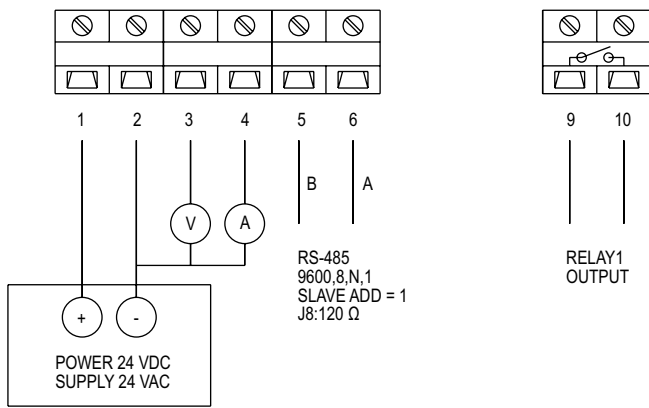 1 2 3 4 5 6 9 10
B A
V A
RS-485
9600,8,N,1
SLAVE ADD = 1
J8:120 Ω
RELAY1
OUTPUT
+ -
POWER 24 VDC
SUPPLY 24 VAC